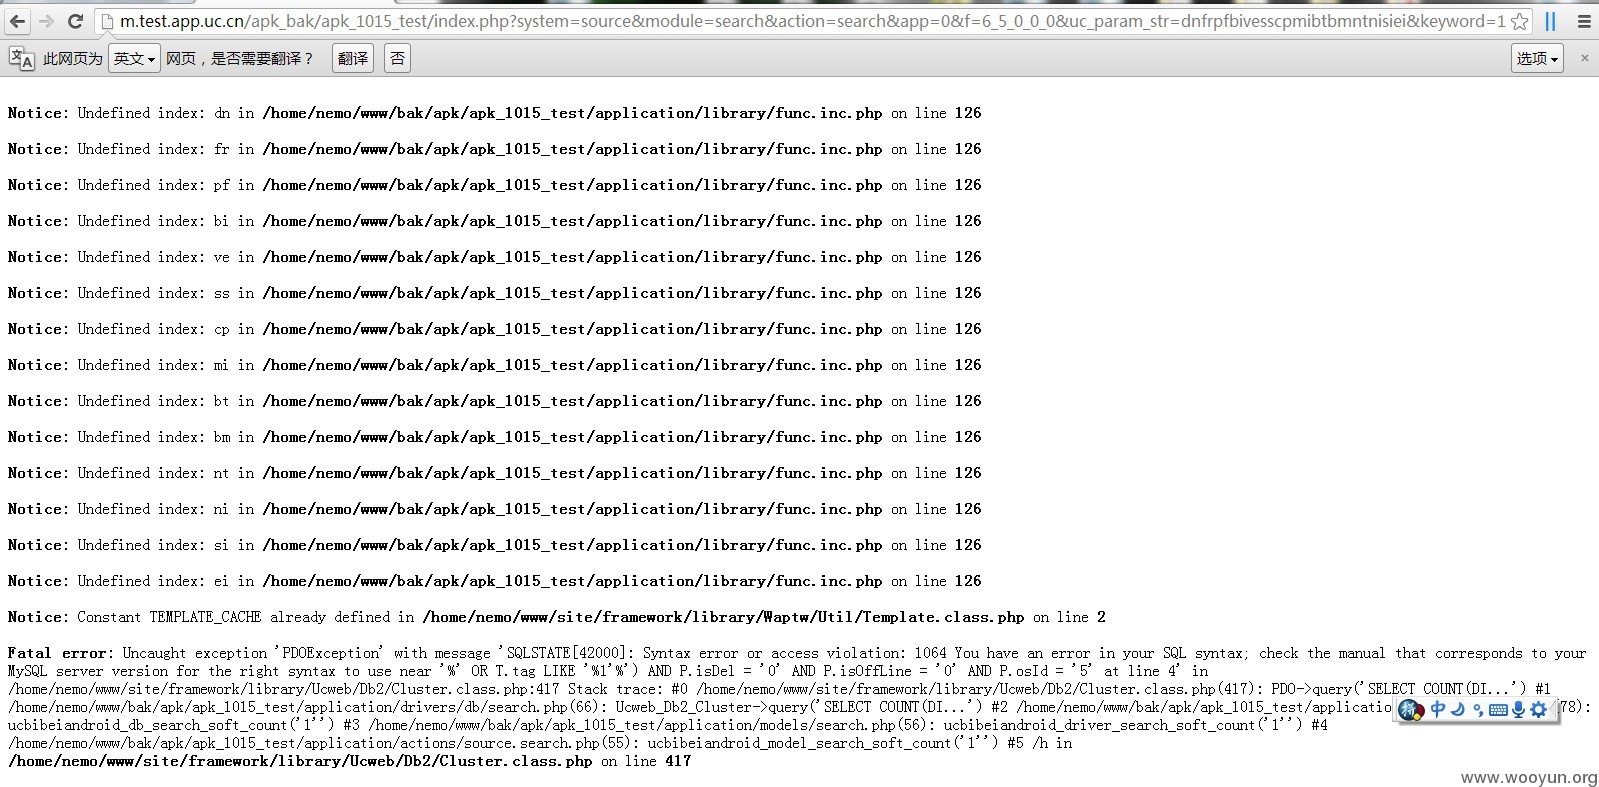 m.test.app.uc.cn/apk_bak/apk_1015_test/index.php?system=source&module=search&action=search&app=0&f=6_5_0_0_0&uc_param_str=dnfrpfbivesscpmibtbmntnisiei&keyword=1
此网页为 英文 网页，是否需要翻译？ 翻译 否 选项 ×
Notice: Undefined index: dn in /home/nemo/www/bak/apk/apk_1015_test/application/library/func.inc.php on line 126
Notice: Undefined index: fr in /home/nemo/www/bak/apk/apk_1015_test/application/library/func.inc.php on line 126
Notice: Undefined index: pf in /home/nemo/www/bak/apk/apk_1015_test/application/library/func.inc.php on line 126
Notice: Undefined index: bi in /home/nemo/www/bak/apk/apk_1015_test/application/library/func.inc.php on line 126
Notice: Undefined index: ve in /home/nemo/www/bak/apk/apk_1015_test/application/library/func.inc.php on line 126
Notice: Undefined index: ss in /home/nemo/www/bak/apk/apk_1015_test/application/library/func.inc.php on line 126
Notice: Undefined index: cp in /home/nemo/www/bak/apk/apk_1015_test/application/library/func.inc.php on line 126
Notice: Undefined index: mi in /home/nemo/www/bak/apk/apk_1015_test/application/library/func.inc.php on line 126
Notice: Undefined index: bt in /home/nemo/www/bak/apk/apk_1015_test/application/library/func.inc.php on line 126
Notice: Undefined index: bm in /home/nemo/www/bak/apk/apk_1015_test/application/library/func.inc.php on line 126
Notice: Undefined index: nt in /home/nemo/www/bak/apk/apk_1015_test/application/library/func.inc.php on line 126
Notice: Undefined index: ni in /home/nemo/www/bak/apk/apk_1015_test/application/library/func.inc.php on line 126
Notice: Undefined index: si in /home/nemo/www/bak/apk/apk_1015_test/application/library/func.inc.php on line 126
Notice: Undefined index: ei in /home/nemo/www/bak/apk/apk_1015_test/application/library/func.inc.php on line 126
Notice: Constant TEMPLATE_CACHE already defined in /home/nemo/www/site/framework/library/Waptw/Util/Template.class.php on line 2
Fatal error: Uncaught exception 'PDOException' with message 'SQLSTATE[42000]: Syntax error or access violation: 1064 You have an error in your SQL syntax; check the manual that corresponds to your
MySQL server version for the right syntax to use near '%' OR T.tag LIKE '%1'%') AND P.isDel = '0' AND P.isOffLine = '0' AND P.osId = '5' at line 4' in
/home/nemo/www/site/framework/library/Ucweb/Db2/Cluster.class.php:417 Stack trace: #0 /home/nemo/www/site/framework/library/Ucweb/Db2/Cluster.class.php(417): PDO->query('SELECT COUNT(DI...') #1
/home/nemo/www/bak/apk/apk_1015_test/application/drivers/db/search.php(66): Ucweb_Db2_Cluster->query('SELECT COUNT(DI...') #2 /home/nemo/www/bak/apk/apk_1015_test/application 78):
ucbibeiandroid_db_search_soft_count('1'') #3 /home/nemo/www/bak/apk/apk_1015_test/application/models/search.php(56): ucbibeiandroid_driver_search_soft_count('1'') #4
/home/nemo/www/bak/apk/apk_1015_test/application/actions/source.search.php(55): ucbibeiandroid_model_search_soft_count('1'') #5 /h in
/home/nemo/www/site/framework/library/Ucweb/Db2/Cluster.class.php on line 417
中
www.wooyun.org